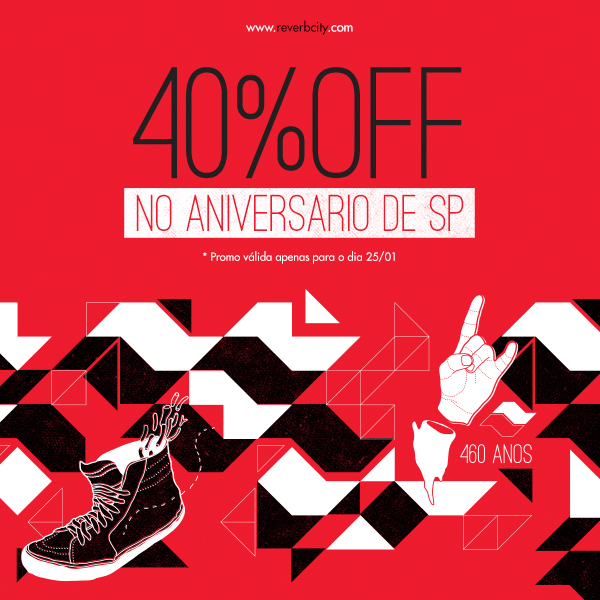 www.reverbcity.com
40%OFF
NO ANIVERSARIO DE SP
* Promo válida apenas para o dia 25/01
460 ANOS